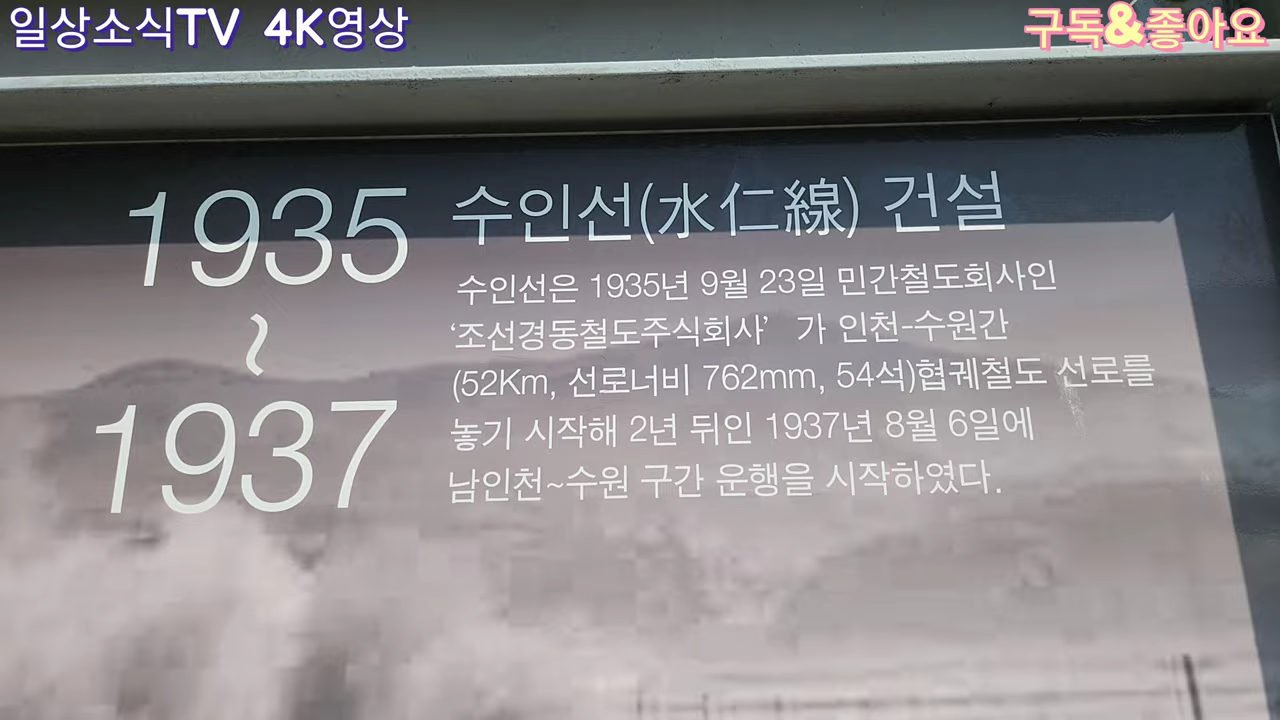 일상소식TV 4K영상
구독&좋아요
1935
~
1937
수인선(水仁線) 건설
수인선은 1935년 9월 23일 민간철도회사인
‘조선경동철도주식회사’ 가 인천-수원간
(52Km, 선로너비 762mm, 54석)협궤철도 선로를
놓기 시작해 2년 뒤인 1937년 8월 6일에
남인천~수원 구간 운행을 시작하였다.